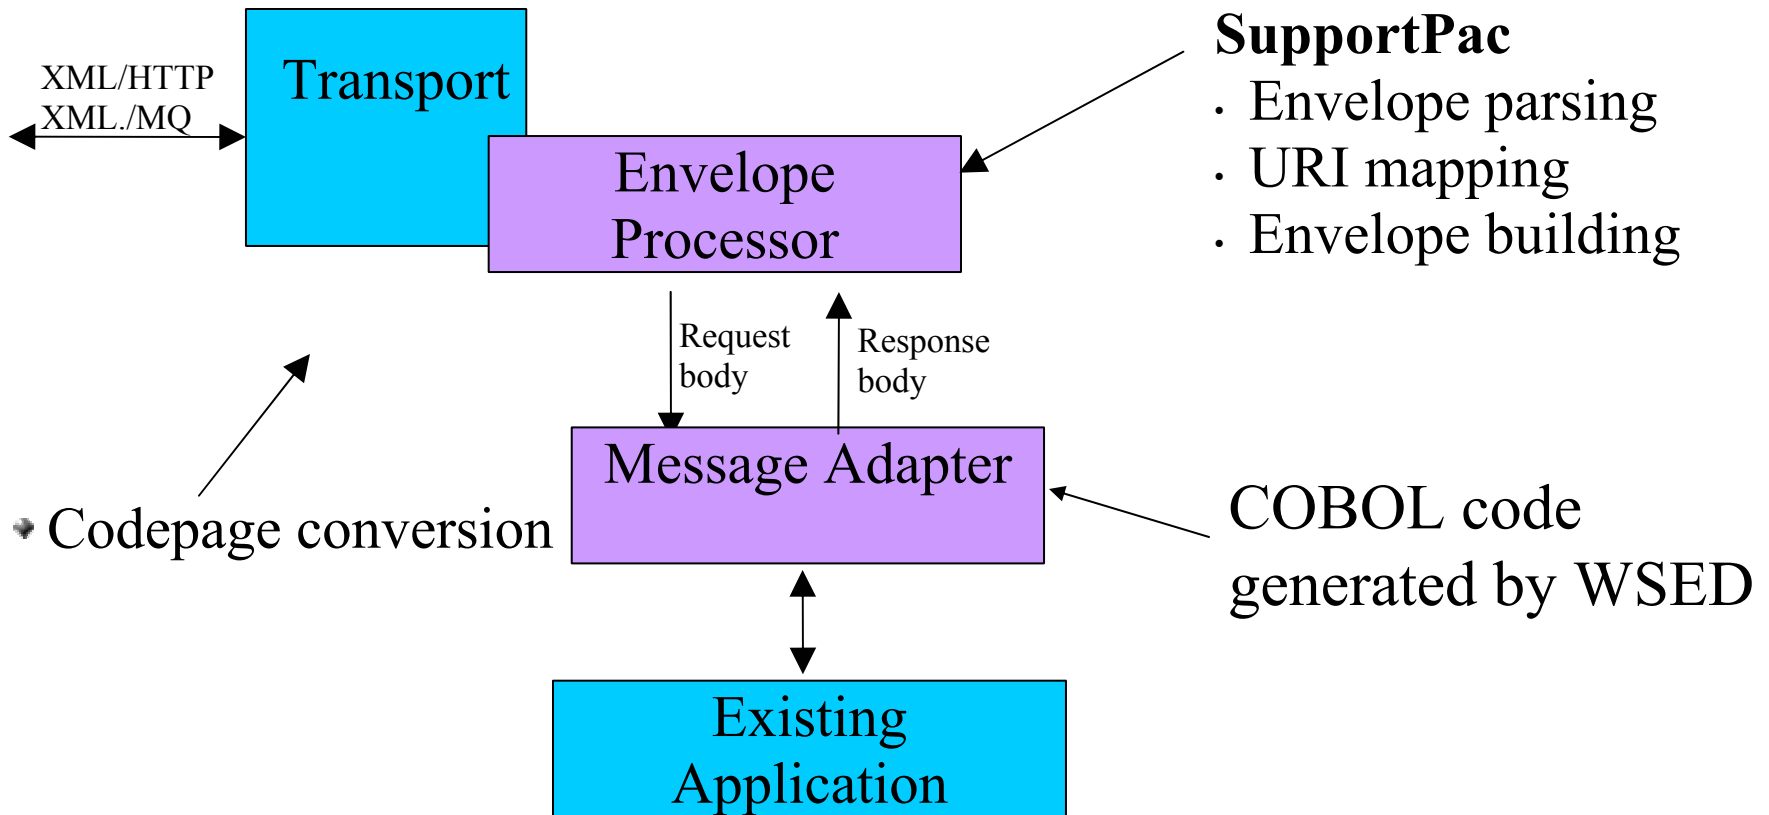 XML/HTTP
XML./MQ
Transport
Envelope
Processor
SupportPac
· Envelope parsing
· URI mapping
· Envelope building
Request
body
Response
body
Codepage conversion
Message Adapter
COBOL code
generated by WSED
Existing
Application